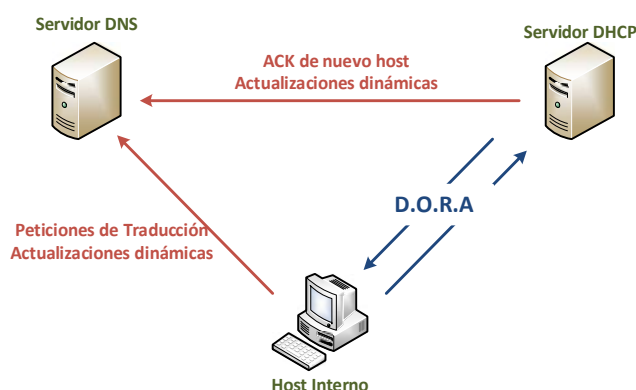 Servidor DNS
Servidor DHCP
ACK de nuevo host
Actualizaciones dinámicas
D.O.R.A
Peticiones de Traducción
Actualizaciones dinámicas
Host Interno